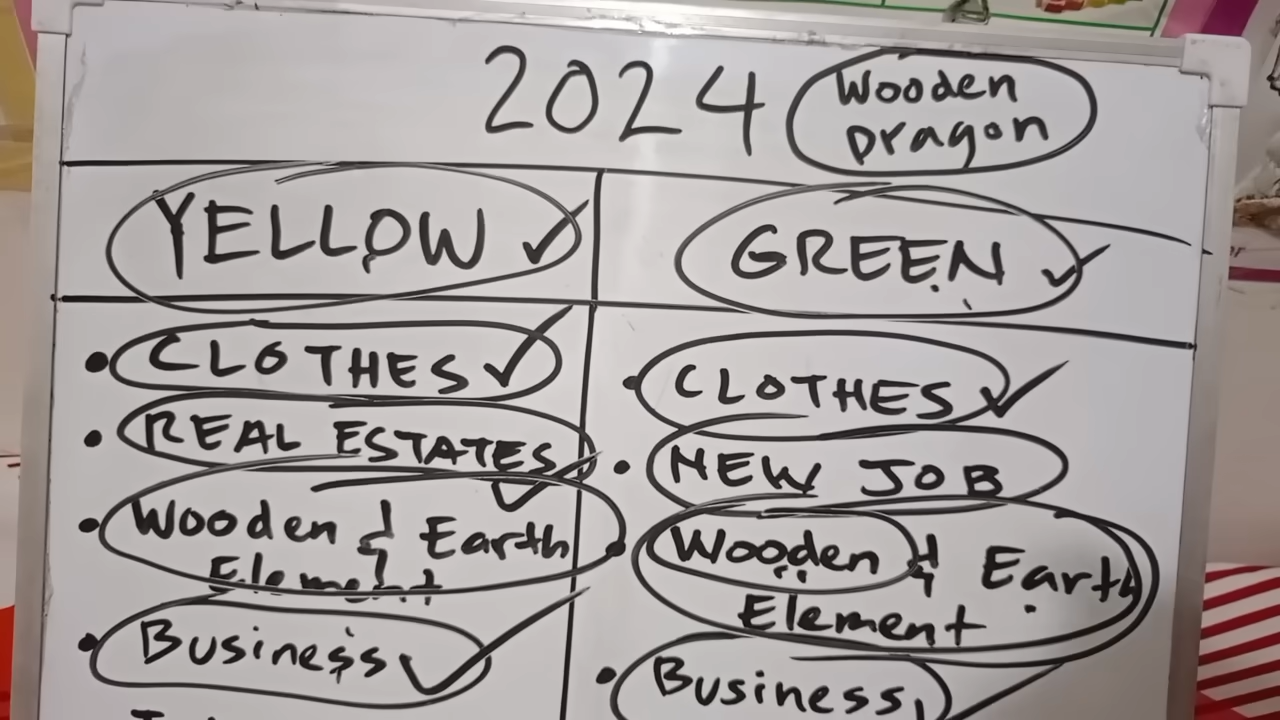 2024 Wooden
Dragon
YELLOW ✓
GREEN ✓
• CLOTHES ✓
• REAL ESTATES ✓
• Wooden & Earth
Element
• Business ✓
• CLOTHES ✓
• NEW JOB
• Wooden & Earth
Element
• Business